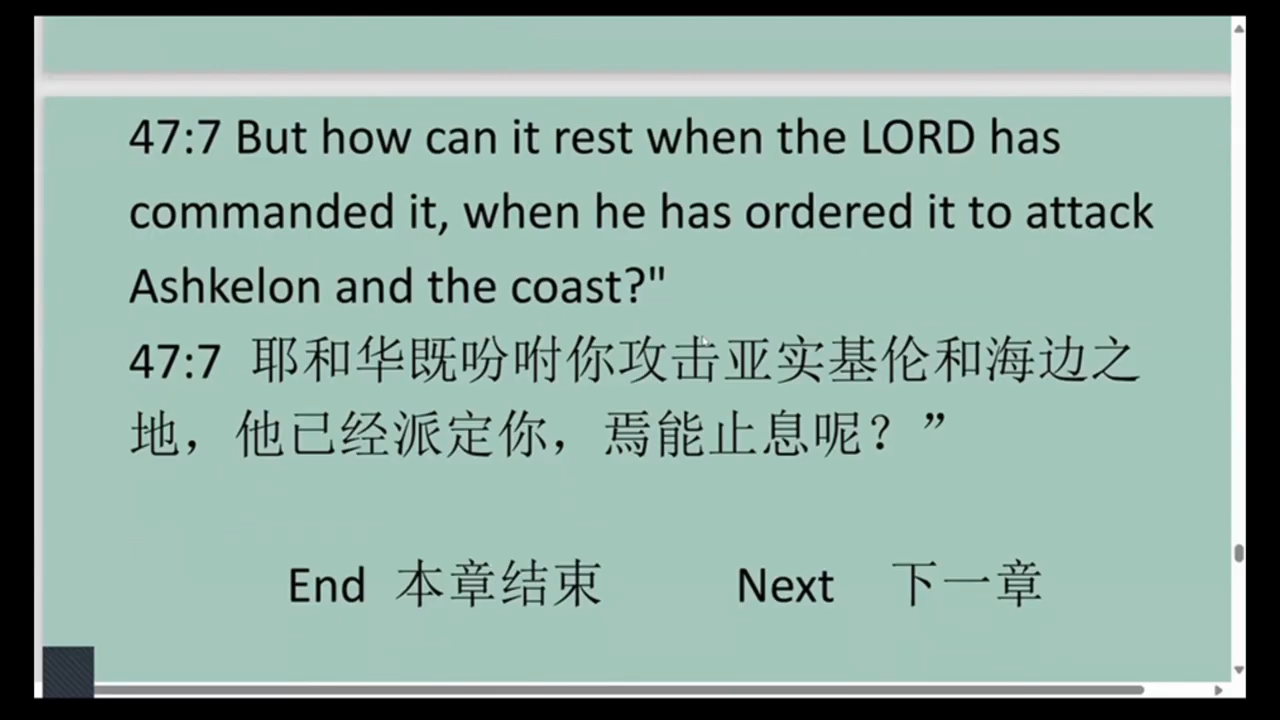 47:7 But how can it rest when the LORD has
commanded it, when he has ordered it to attack
Ashkelon and the coast?"
47:7 耶和华既吩咐你攻击亚实基伦和海边之
地，他已经派定你，焉能止息呢？”
End 本章结束 Next 下一章